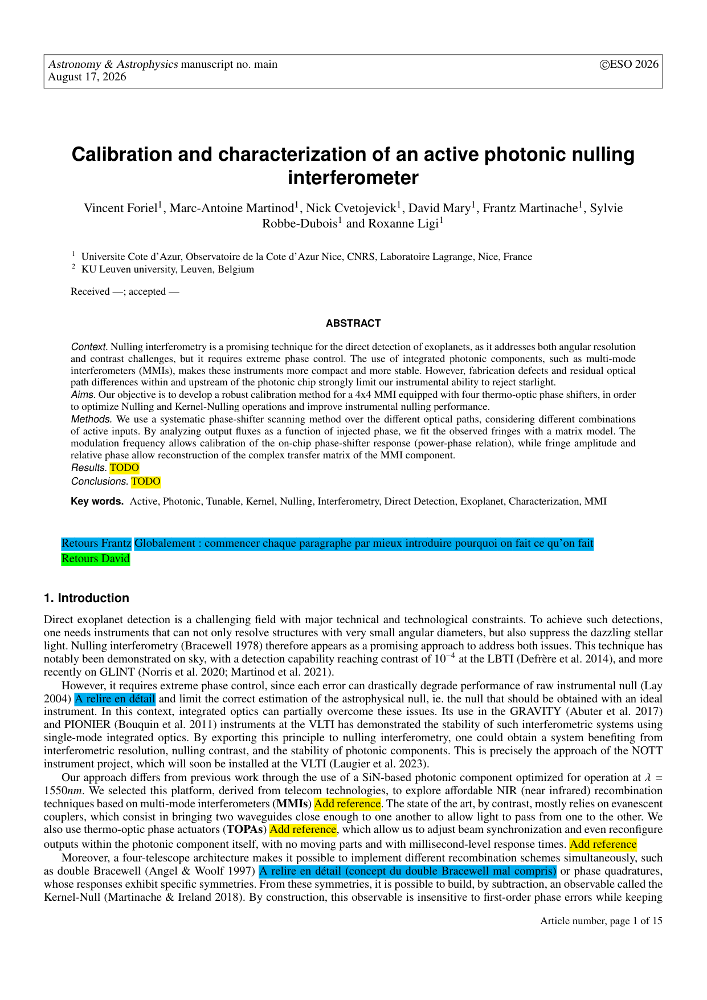 Astronomy & Astrophysics manuscript no. main
©ESO 2026
August 17, 2026
Calibration and characterization of an active photonic nulling
interferometer
Vincent Foriel1, Marc-Antoine Martinod1, Nick Cvetojevick1, David Mary1, Frantz Martinache1, Sylvie
Robbe-Dubois1 and Roxanne Ligi1
1 Universite Cote d'Azur, Observatoire de la Cote d'Azur Nice, CNRS, Laboratoire Lagrange, Nice, France
2 KU Leuven university, Leuven, Belgium
Received —; accepted —
ABSTRACT
Context. Nulling interferometry is a promising technique for the direct detection of exoplanets, as it addresses both angular resolution
and contrast challenges, but it requires extreme phase control. The use of integrated photonic components, such as multi-mode
interferometers (MMIs), makes these instruments more compact and more stable. However, fabrication defects and residual optical
path differences within and upstream of the photonic chip strongly limit our instrumental ability to reject starlight.
Aims. Our objective is to develop a robust calibration method for a 4x4 MMI equipped with four thermo-optic phase shifters, in order
to optimize Nulling and Kernel-Nulling operations and improve instrumental nulling performance.
Methods. We use a systematic phase-shifter scanning method over the different optical paths, considering different combinations
of active inputs. By analyzing output fluxes as a function of injected phase, we fit the observed fringes with a matrix model. The
modulation frequency allows calibration of the on-chip phase-shifter response (power-phase relation), while fringe amplitude and
relative phase allow reconstruction of the complex transfer matrix of the MMI component.
Results. TODO
Conclusions. TODO
Key words. Active, Photonic, Tunable, Kernel, Nulling, Interferometry, Direct Detection, Exoplanet, Characterization, MMI
Retours Frantz Globalement : commencer chaque paragraphe par mieux introduire pourquoi on fait ce qu'on fait
Retours David
1. Introduction
Direct exoplanet detection is a challenging field with major technical and technological constraints. To achieve such detections,
one needs instruments that can not only resolve structures with very small angular diameters, but also suppress the dazzling stellar
light. Nulling interferometry (Bracewell 1978) therefore appears as a promising approach to address both issues. This technique has
notably been demonstrated on sky, with a detection capability reaching contrast of 10−4 at the LBTI (Defrère et al. 2014), and more
recently on GLINT (Norris et al. 2020; Martinod et al. 2021).
However, it requires extreme phase control, since each error can drastically degrade performance of raw instrumental null (Lay
2004) A relire en détail and limit the correct estimation of the astrophysical null, ie. the null that should be obtained with an ideal
instrument. In this context, integrated optics can partially overcome these issues. Its use in the GRAVITY (Abuter et al. 2017)
and PIONIER (Bouquin et al. 2011) instruments at the VLTI has demonstrated the stability of such interferometric systems using
single-mode integrated optics. By exporting this principle to nulling interferometry, one could obtain a system benefiting from
interferometric resolution, nulling contrast, and the stability of photonic components. This is precisely the approach of the NOTT
instrument project, which will soon be installed at the VLTI (Laugier et al. 2023).
Our approach differs from previous work through the use of a SiN-based photonic component optimized for operation at λ =
1550nm. We selected this platform, derived from telecom technologies, to explore affordable NIR (near infrared) recombination
techniques based on multi-mode interferometers (MMIs) Add reference. The state of the art, by contrast, mostly relies on evanescent
couplers, which consist in bringing two waveguides close enough to one another to allow light to pass from one to the other. We
also use thermo-optic phase actuators (TOPAs) Add reference, which allow us to adjust beam synchronization and even reconfigure
outputs within the photonic component itself, with no moving parts and with millisecond-level response times. Add reference
Moreover, a four-telescope architecture makes it possible to implement different recombination schemes simultaneously, such
as double Bracewell (Angel & Woolf 1997) A relire en détail (concept du double Bracewell mal compris) or phase quadratures,
whose responses exhibit specific symmetries. From these symmetries, it is possible to build, by subtraction, an observable called the
Kernel-Null (Martinache & Ireland 2018). By construction, this observable is insensitive to first-order phase errors while keeping
Article number, page 1 of 15